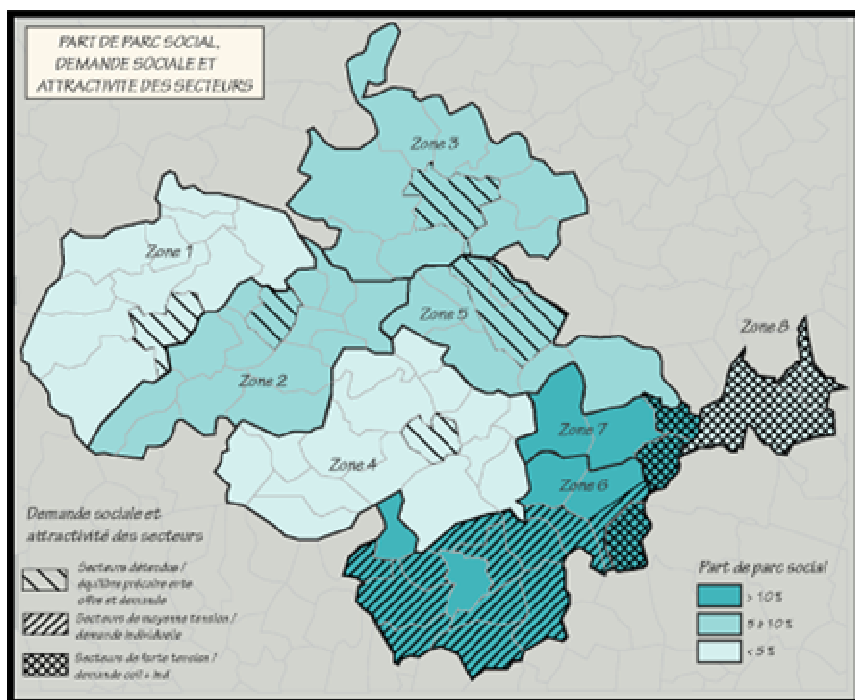 PART DE PARC SOCIAL,
DEMANDE SOCIALE ET
ATTRACTIVITE DES SECTEURS
Zone 3
Zone 1
Zone 5
Zone 8
Zone 2
Zone 7
Zone 4
Zone 6
Demande sociale et
attractivité des secteurs
Secteurs détendus /
équilibre précaire entre
offre et demande
Secteurs de moyenne tension /
demande individuelle
Secteurs de forte tension /
demande coll + ind
Part de parc social
> 10%
5 à 10%
< 5%